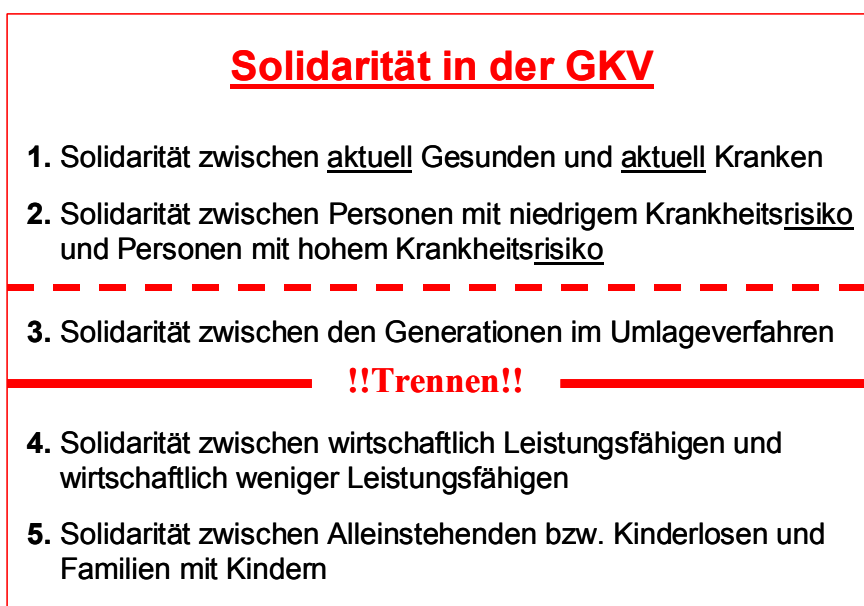 Solidarität in der GKV
1. Solidarität zwischen aktuell Gesunden und aktuell Kranken
2. Solidarität zwischen Personen mit niedrigem Krankheitsrisiko
und Personen mit hohem Krankheitsrisiko
3. Solidarität zwischen den Generationen im Umlageverfahren
!!Trennen!!
4. Solidarität zwischen wirtschaftlich Leistungsfähigen und
wirtschaftlich weniger Leistungsfähigen
5. Solidarität zwischen Alleinstehenden bzw. Kinderlosen und
Familien mit Kindern